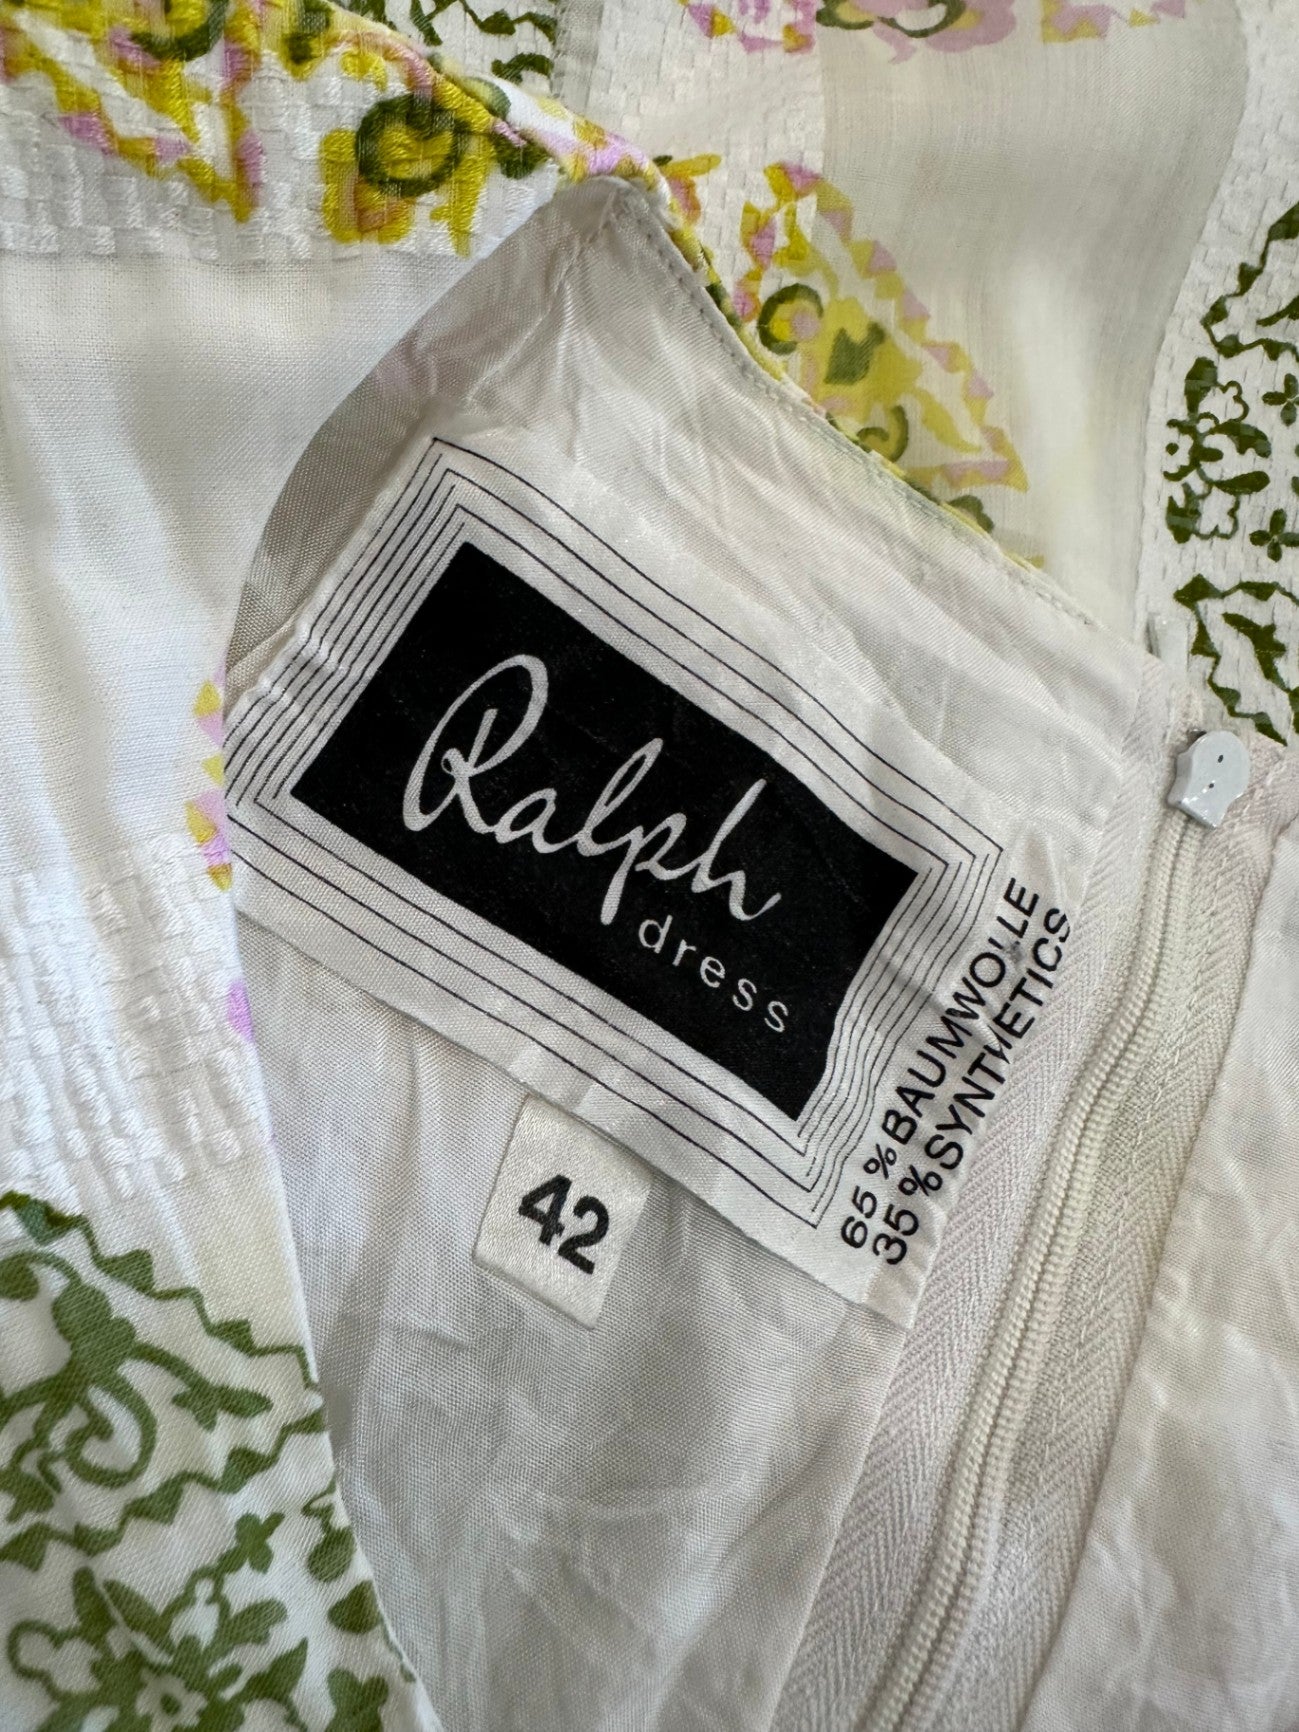 Ralph
dress
65 % BAUMWOLLE
35 % SYNTHETICS
42